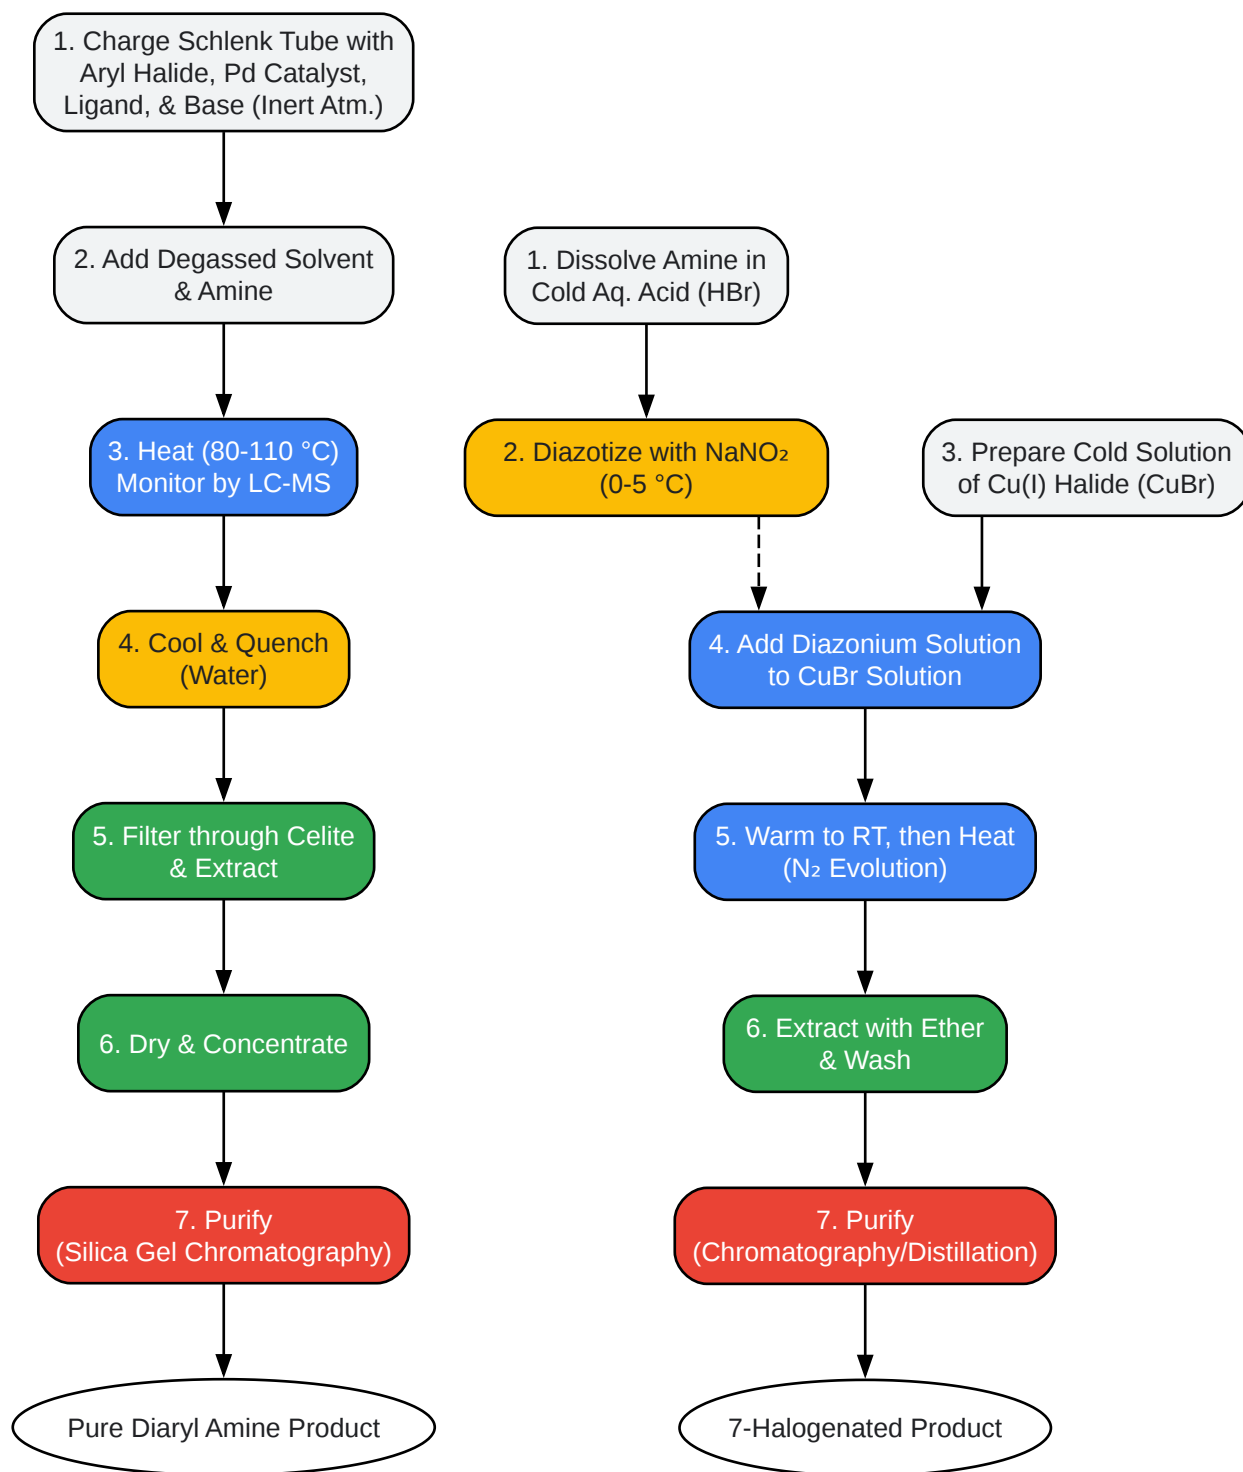 1. Charge Schlenk Tube with
Aryl Halide, Pd Catalyst,
Ligand, & Base (Inert Atm.)
2. Add Degassed Solvent
& Amine
3. Heat (80-110 °C)
Monitor by LC-MS
4. Cool & Quench
(Water)
5. Filter through Celite
& Extract
6. Dry & Concentrate
7. Purify
(Silica Gel Chromatography)
Pure Diaryl Amine Product
1. Dissolve Amine in
Cold Aq. Acid (HBr)
2. Diazotize with NaNO₂
(0-5 °C)
3. Prepare Cold Solution
of Cu(I) Halide (CuBr)
4. Add Diazonium Solution
to CuBr Solution
5. Warm to RT, then Heat
(N₂ Evolution)
6. Extract with Ether
& Wash
7. Purify
(Chromatography/Distillation)
7-Halogenated Product